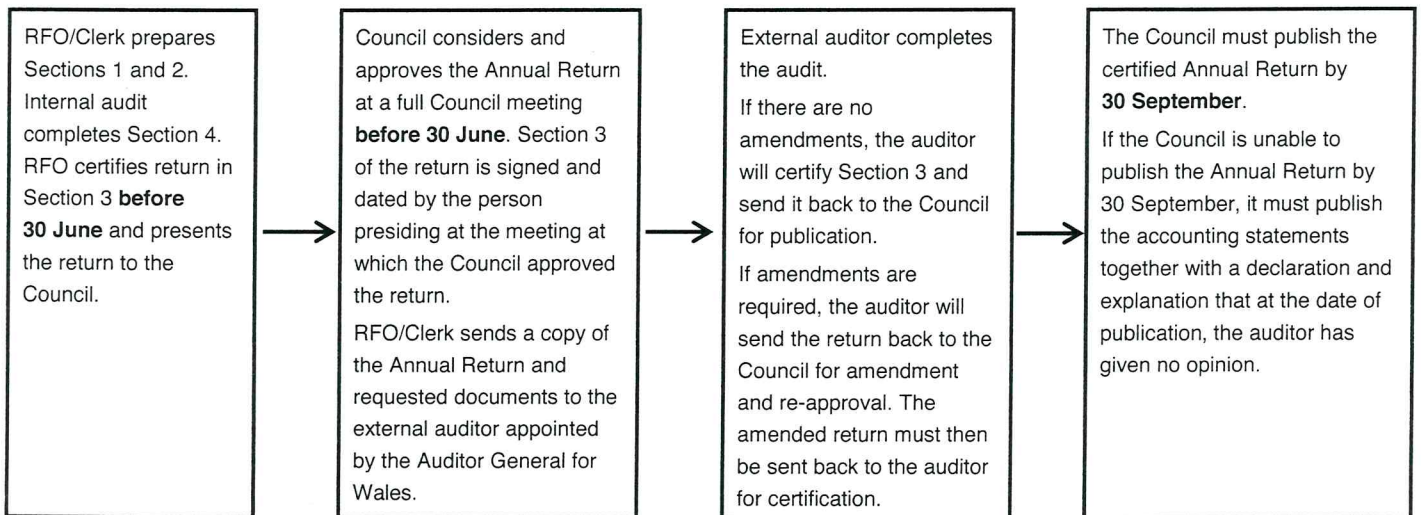 RFO/Clerk prepares
Sections 1 and 2.
Internal audit
completes Section 4.
RFO certifies return in
Section 3 before
30 June and presents
the return to the
Council.
Council considers and
approves the Annual Return
at a full Council meeting
before 30 June. Section 3
of the return is signed and
dated by the person
presiding at the meeting at
which the Council approved
the return.
RFO/Clerk sends a copy of
the Annual Return and
requested documents to the
external auditor appointed
by the Auditor General for
Wales.
External auditor completes
the audit.
If there are no
amendments, the auditor
will certify Section 3 and
send it back to the Council
for publication.
If amendments are
required, the auditor will
send the return back to the
Council for amendment
and re-approval. The
amended return must then
be sent back to the auditor
for certification.
The Council must publish the
certified Annual Return by
30 September.
If the Council is unable to
publish the Annual Return by
30 September, it must publish
the accounting statements
together with a declaration and
explanation that at the date of
publication, the auditor has
given no opinion.